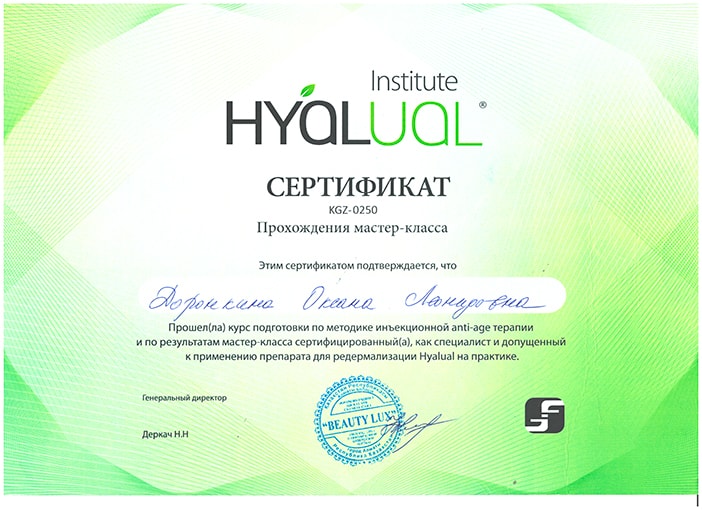 Institute
HYALUAL®
СЕРТИФИКАТ
KGZ-0250
Прохождения мастер-класса
Этим сертификатом подтверждается, что
Доронкина Оксана Леонидовна
Прошел(ла) курс подготовки по методике инъекционной anti-age терапии
и по результатам мастер-класса сертифицированный(а), как специалист и допущенный
к применению препарата для редермализации Hyalual на практике.
Генеральный директор
"BEAUTY LUX"
Деркач Н.Н